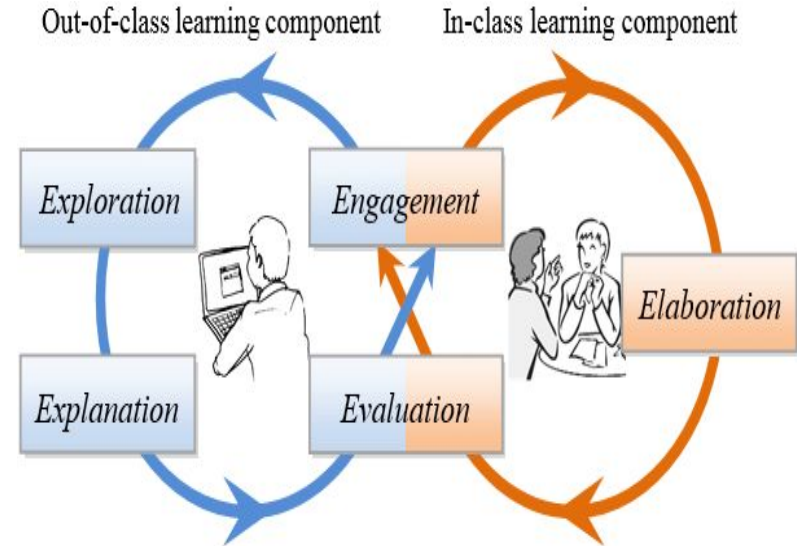 Out-of-class learning component
In-class learning component
Exploration
Engagement
Elaboration
Explanation
Evaluation